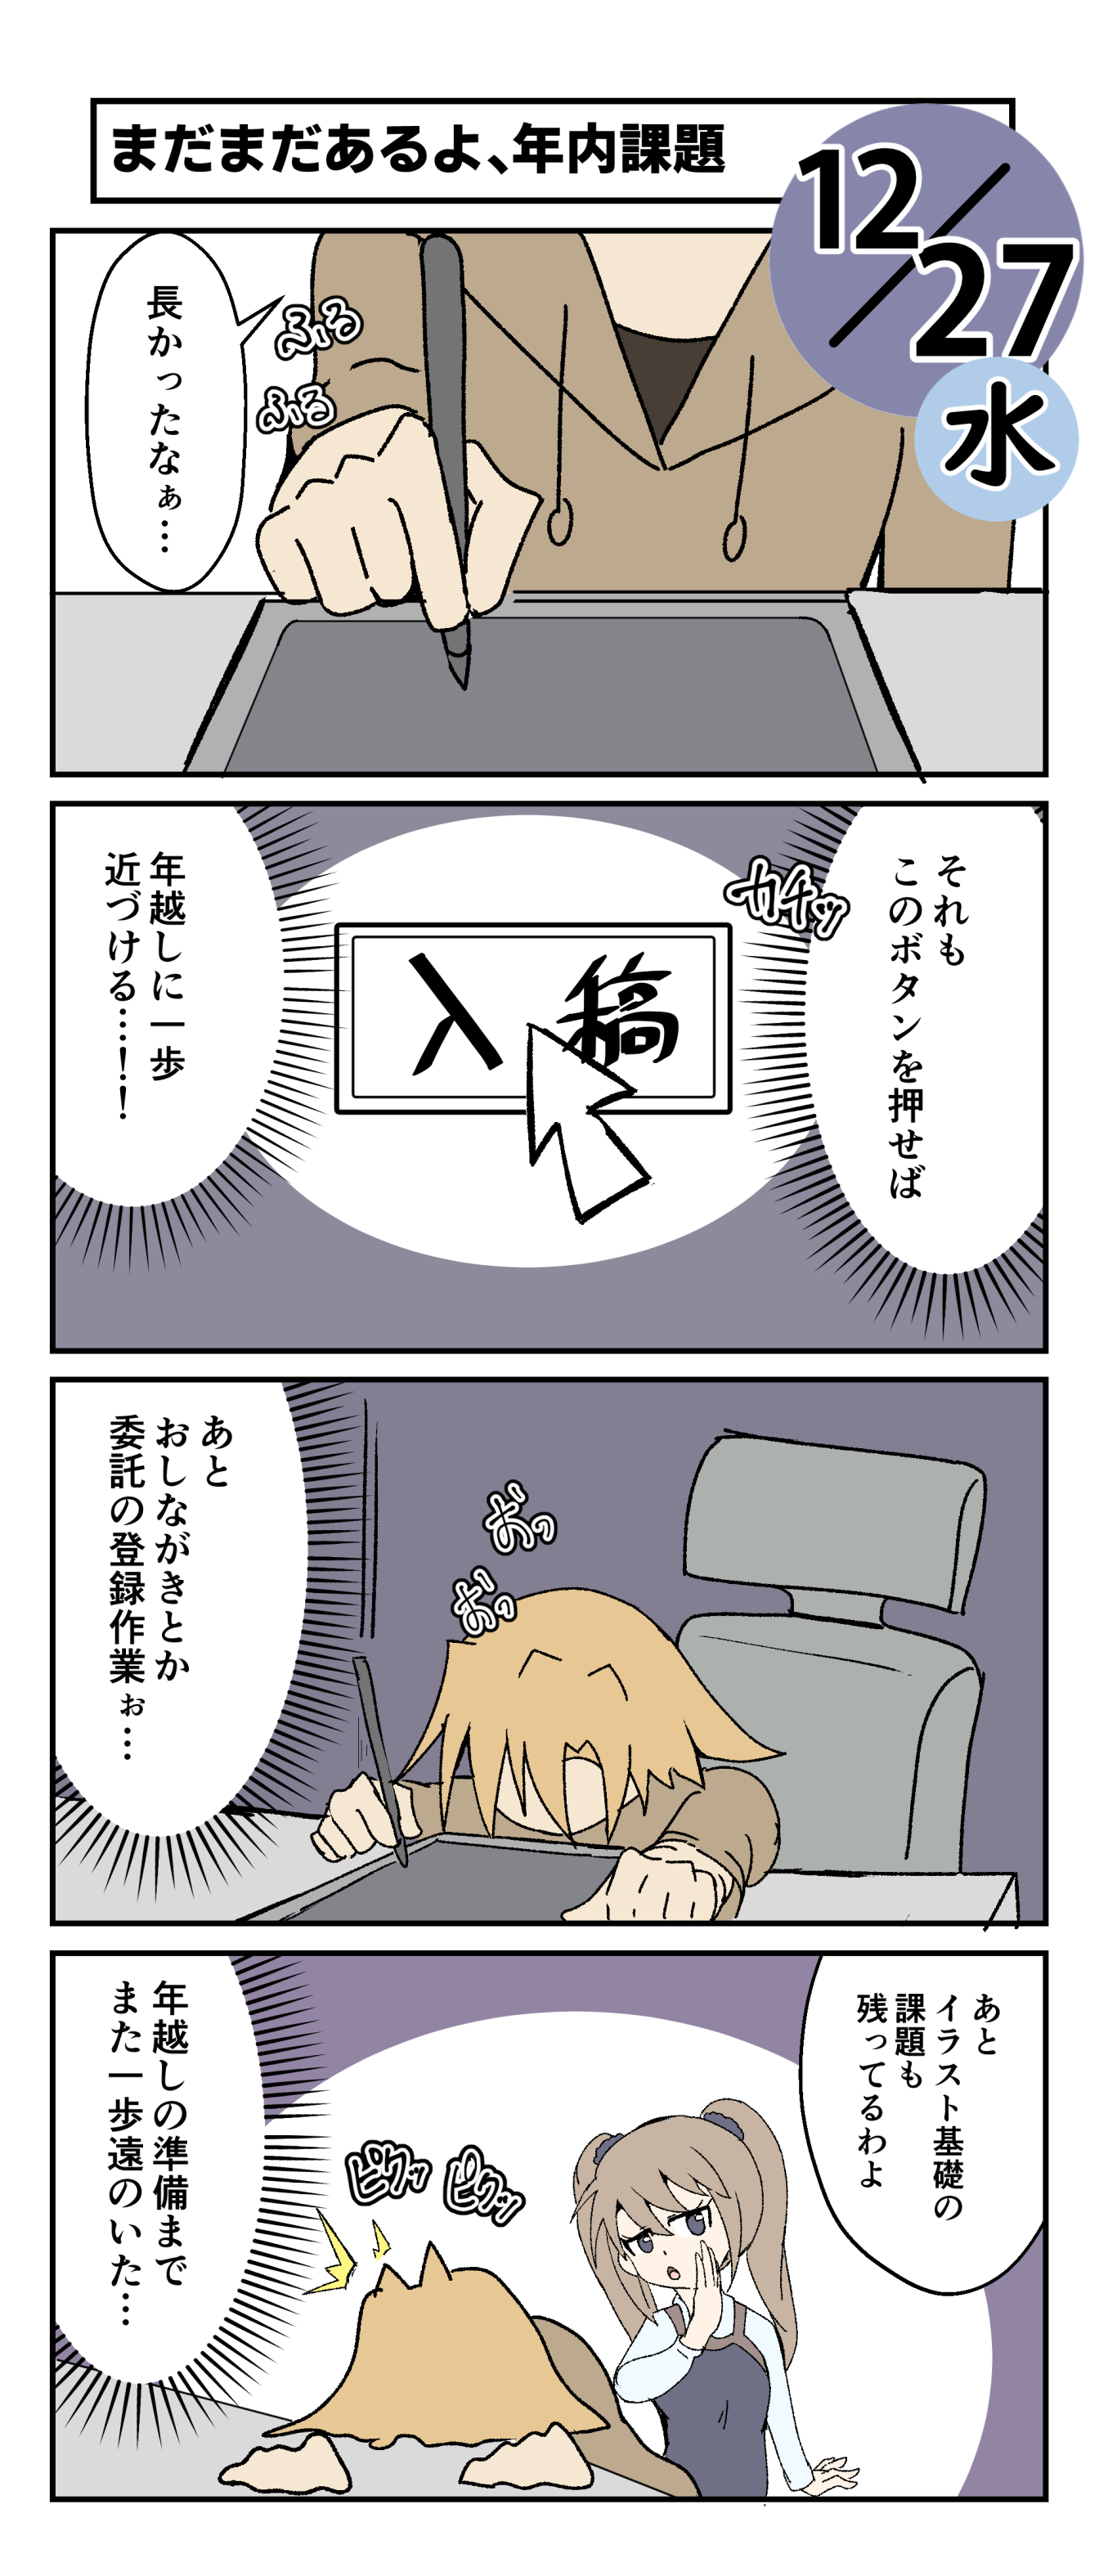 まだまだあるよ、年内課題
12/27
水
ふる
ふる
長かったなぁ…
それも
このボタンを押せば
カチッ
入稿
年越しに一歩
近づける…！！
おっ
おっ
あと
おしながきとか
委託の登録作業ぉ…
あと
イラスト基礎の
課題も
残ってるわよ
ピクッ
ピクッ
年越しの準備まで
また一歩遠のいた…